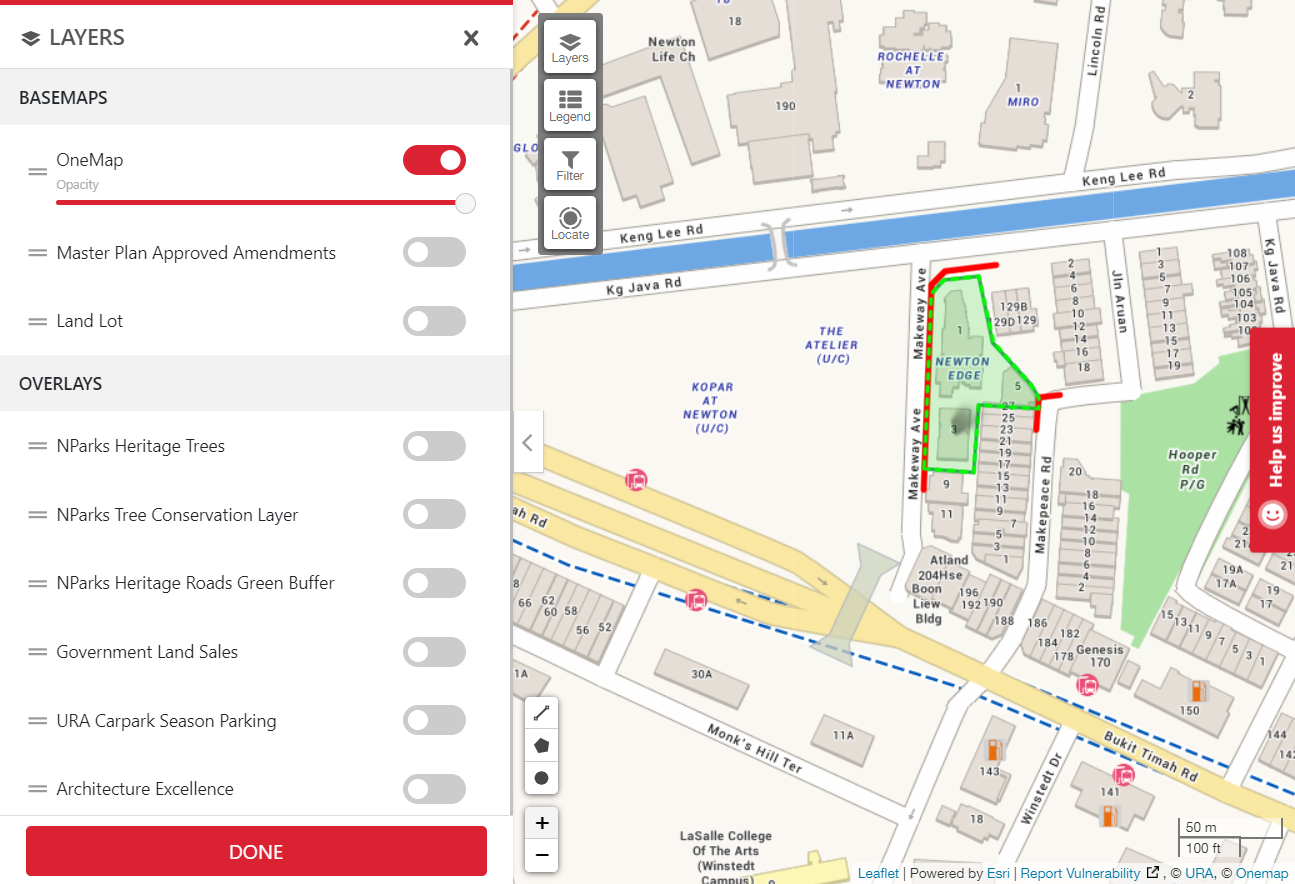 LAYERS
BASEMAPS
OneMap
Opacity
Master Plan Approved Amendments
Land Lot
OVERLAYS
NParks Heritage Trees
NParks Tree Conservation Layer
NParks Heritage Roads Green Buffer
Government Land Sales
URA Carpark Season Parking
Architecture Excellence
DONE
Layers
Legend
Filter
Locate
18
Newton
Life Ch
190
ROCHELLE
AT
NEWTON
1
MIRO
2
Lincoln Rd
Keng Lee Rd
Keng Lee Rd
Kg Java Rd
Kg Java Rd
THE
ATELIER
(U/C)
KOPAR
AT
NEWTON
(U/C)
Makeway Ave
Makeway Ave
1
NEWTON
EDGE
5
3
129B
129D
129
2
4
6
8
10
12
14
16
18
Jln Aruan
1
3
5
7
9
11
13
15
17
19
108
107
106
105
104
103
27
25
23
21
19
17
15
13
11
9
7
5
3
1
9
11
Makepeace Rd
20
18
16
14
12
10
8
6
4
2
Hooper
Rd
P/G
Help us improve
19A
17A
19
17
21
15
13
11
9
7
5
3
1
Atland
204Hse
Boon
Liew
Bldg
196
192
190
188
186
184
182
178
Genesis
170
150
144
ah Rd
8
66
62
60
58
56
52
1A
30A
11A
Monk's Hill Ter
143
18
Winstedt Dr
Bukit Timah Rd
141
LaSalle College
Of The Arts
(Winstedt
Campus)
+
−
50 m
100 ft
Leaflet | Powered by Esri | Report Vulnerability , © URA, © Onemap